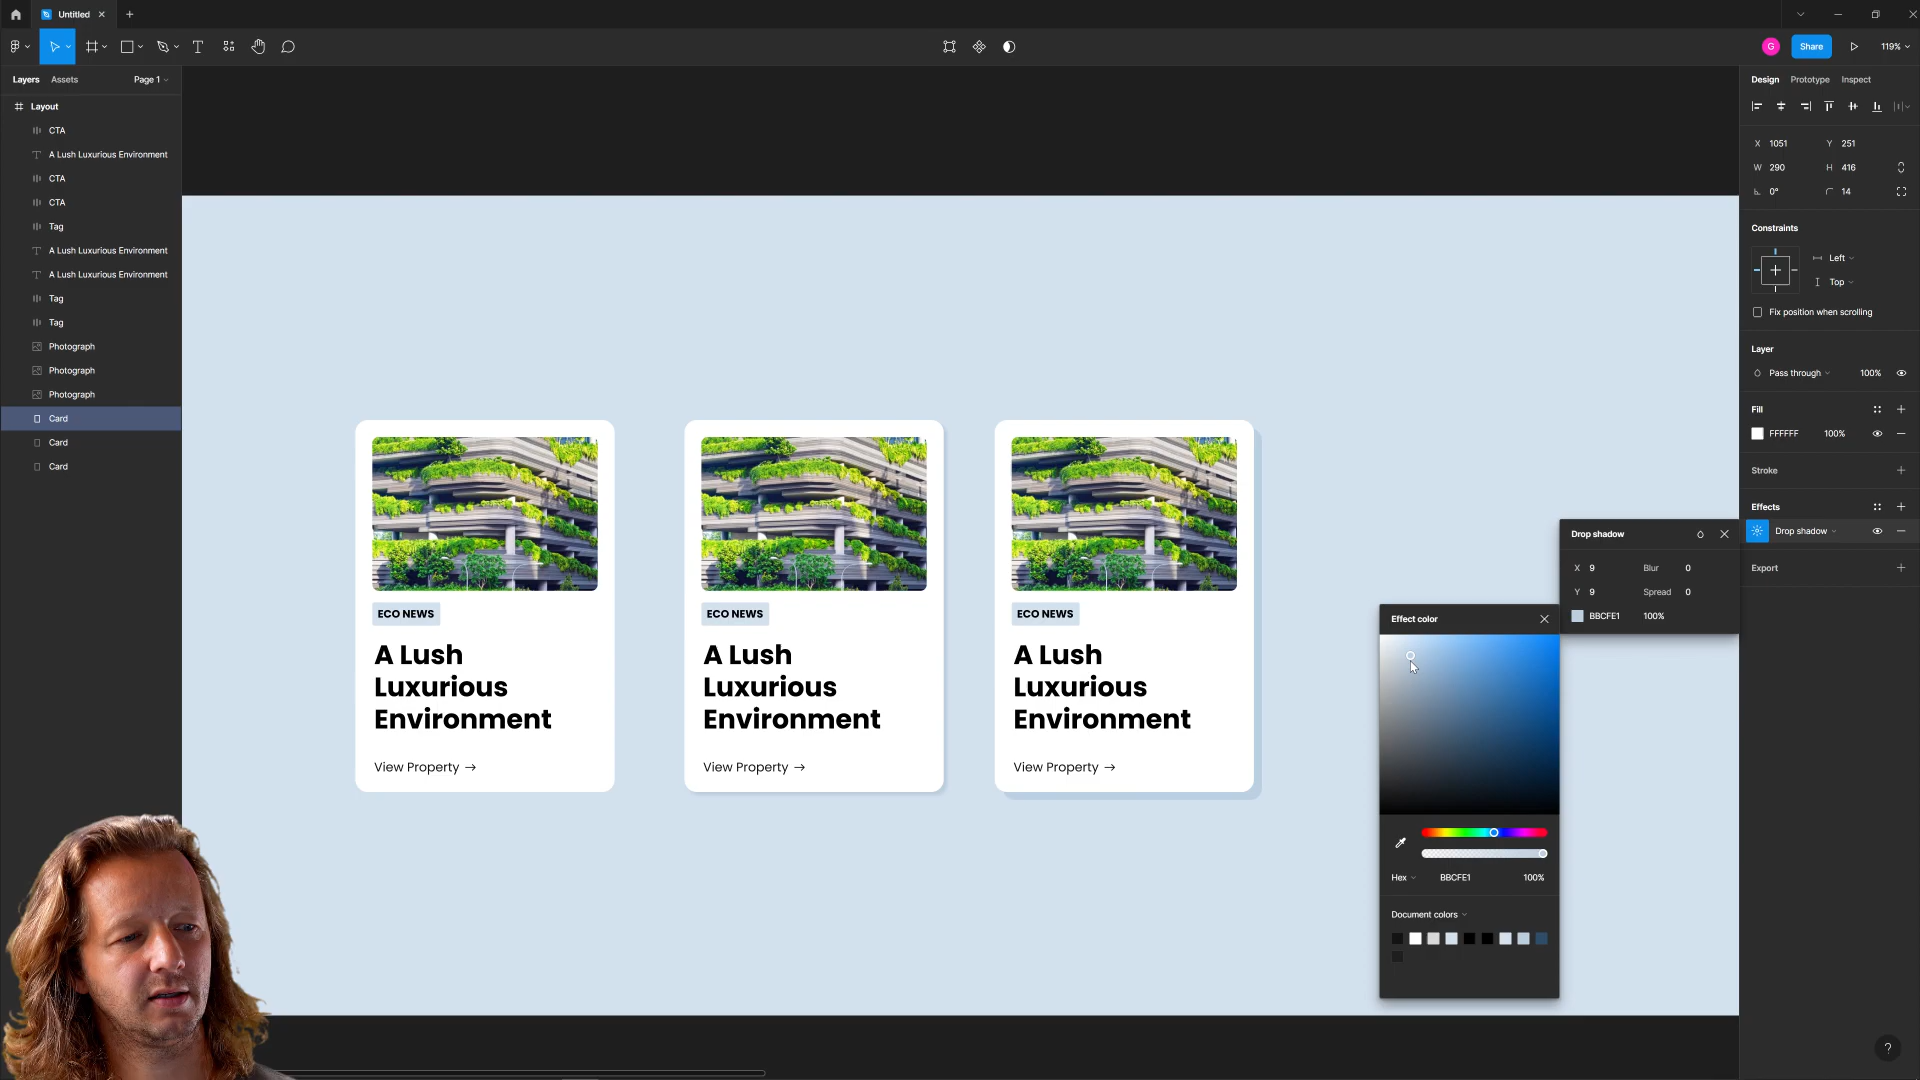 Untitled
G
Share
119%
Layers
Assets
Page 1
Layout
CTA
A Lush Luxurious Environment
CTA
CTA
Tag
A Lush Luxurious Environment
A Lush Luxurious Environment
Tag
Tag
Photograph
Photograph
Photograph
Card
Card
Card
ECO NEWS
A Lush
Luxurious
Environment
View Property →
ECO NEWS
A Lush
Luxurious
Environment
View Property →
ECO NEWS
A Lush
Luxurious
Environment
View Property →
Effect color
Hex
BBCFE1
100%
Document colors
Drop shadow
X 9
Blur 0
Y 9
Spread 0
BBCFE1
100%
Design
Prototype
Inspect
X 1051
Y 251
W 290
H 416
0°
14
Constraints
Left
Top
Fix position when scrolling
Layer
Pass through
100%
Fill
FFFFFF
100%
Stroke
Effects
Drop shadow
Export
?